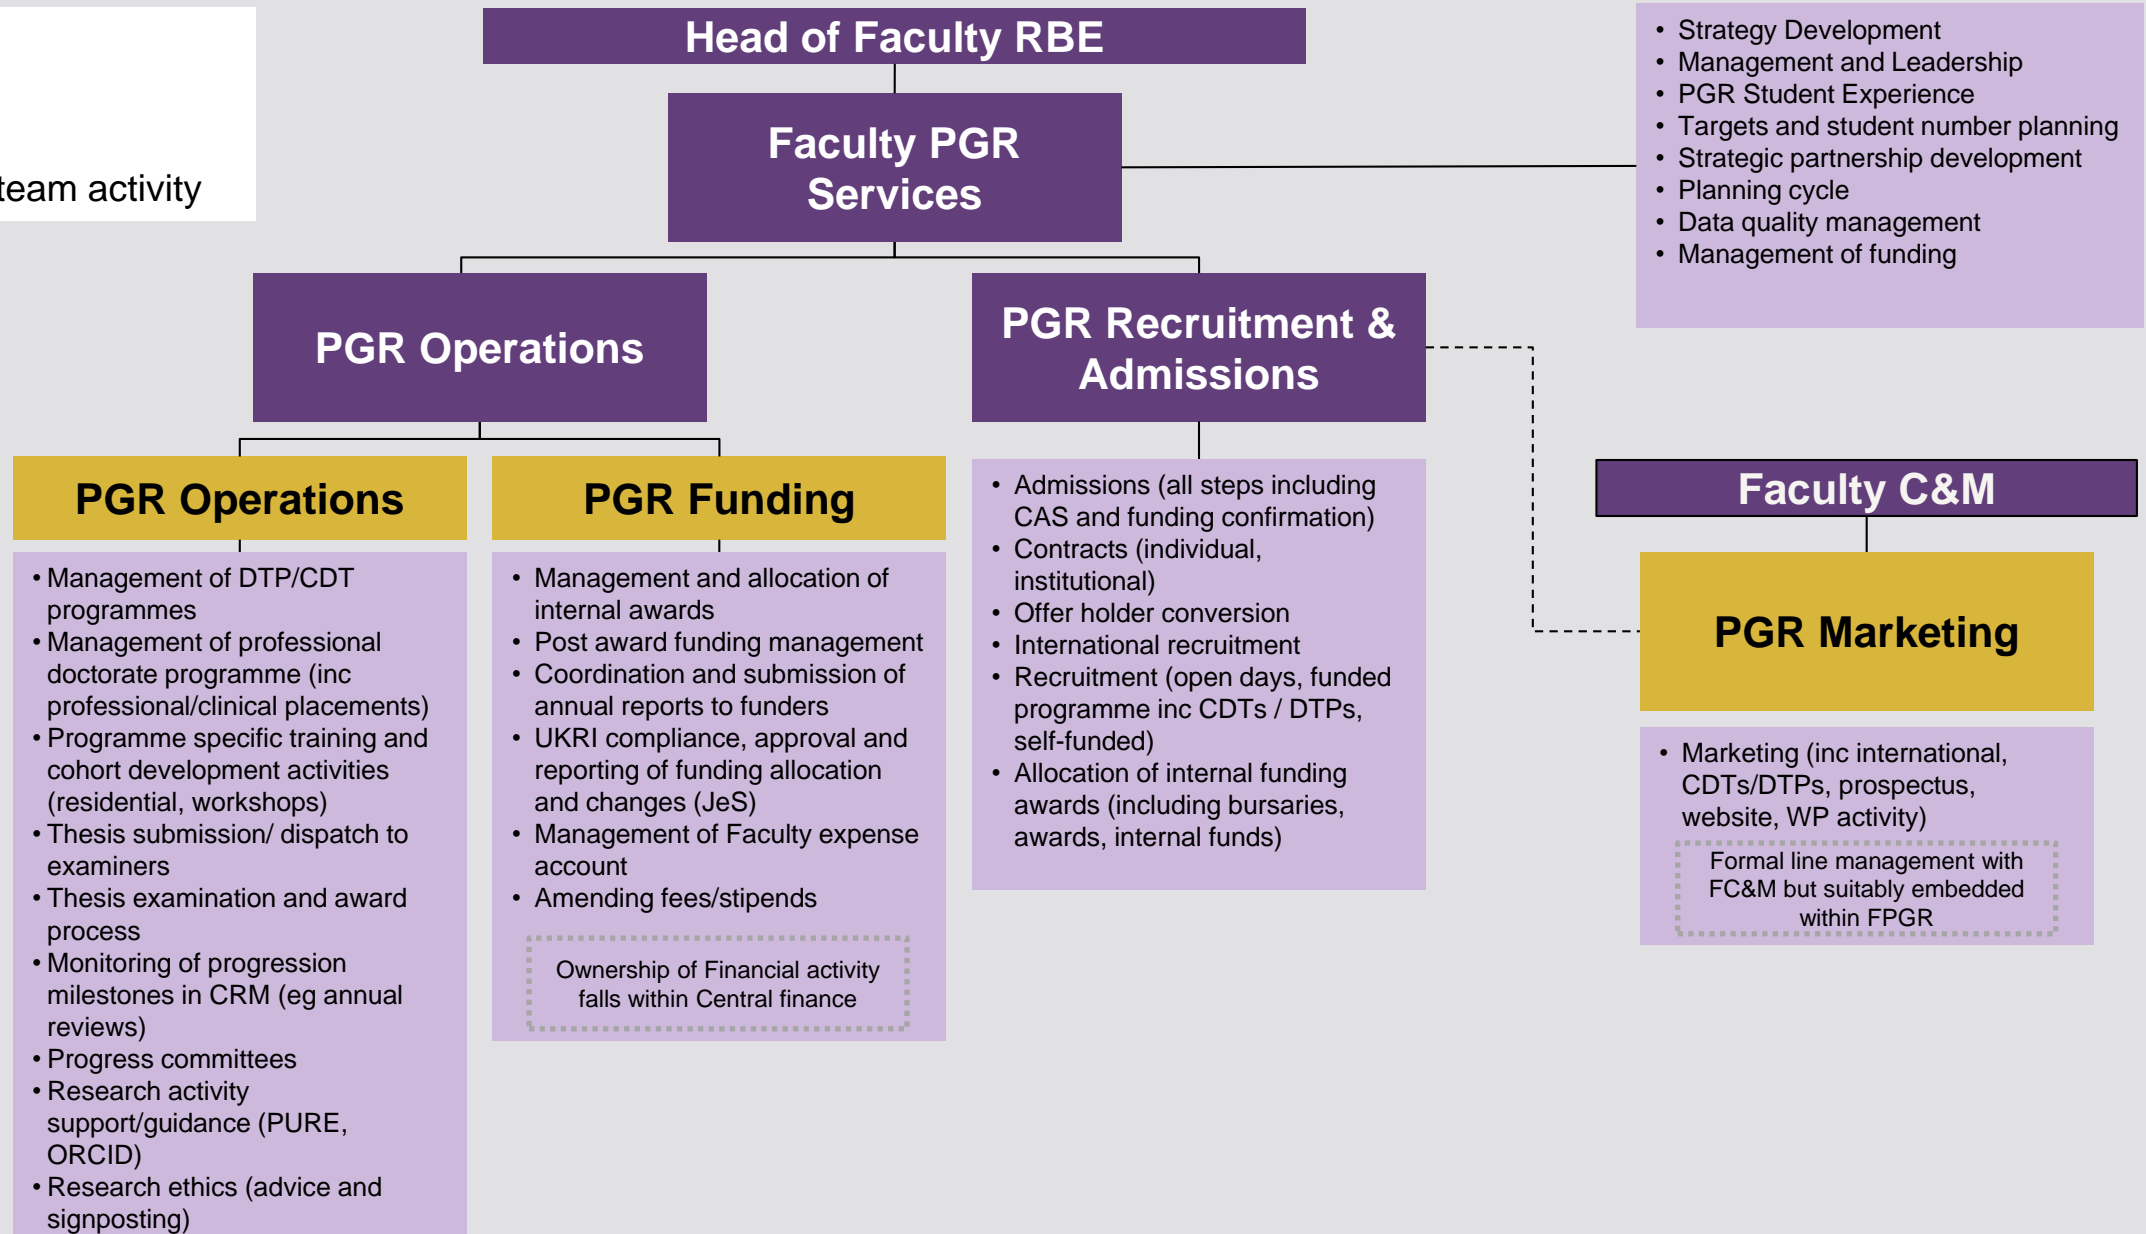 team activity
Head of Faculty RBE
Faculty PGR
Services
• Strategy Development
• Management and Leadership
• PGR Student Experience
• Targets and student number planning
• Strategic partnership development
• Planning cycle
• Data quality management
• Management of funding
PGR Operations
PGR Recruitment &
Admissions
PGR Operations
• Management of DTP/CDT
programmes
• Management of professional
doctorate programme (inc
professional/clinical placements)
• Programme specific training and
cohort development activities
(residential, workshops)
• Thesis submission/ dispatch to
examiners
• Thesis examination and award
process
• Monitoring of progression
milestones in CRM (eg annual
reviews)
• Progress committees
• Research activity
support/guidance (PURE,
ORCID)
• Research ethics (advice and
signposting)
PGR Funding
• Management and allocation of
internal awards
• Post award funding management
• Coordination and submission of
annual reports to funders
• UKRI compliance, approval and
reporting of funding allocation
and changes (JeS)
• Management of Faculty expense
account
• Amending fees/stipends
Ownership of Financial activity
falls within Central finance
• Admissions (all steps including
CAS and funding confirmation)
• Contracts (individual,
institutional)
• Offer holder conversion
• International recruitment
• Recruitment (open days, funded
programme inc CDTs / DTPs,
self-funded)
• Allocation of internal funding
awards (including bursaries,
awards, internal funds)
Faculty C&M
PGR Marketing
• Marketing (inc international,
CDTs/DTPs, prospectus,
website, WP activity)
Formal line management with
FC&M but suitably embedded
within FPGR